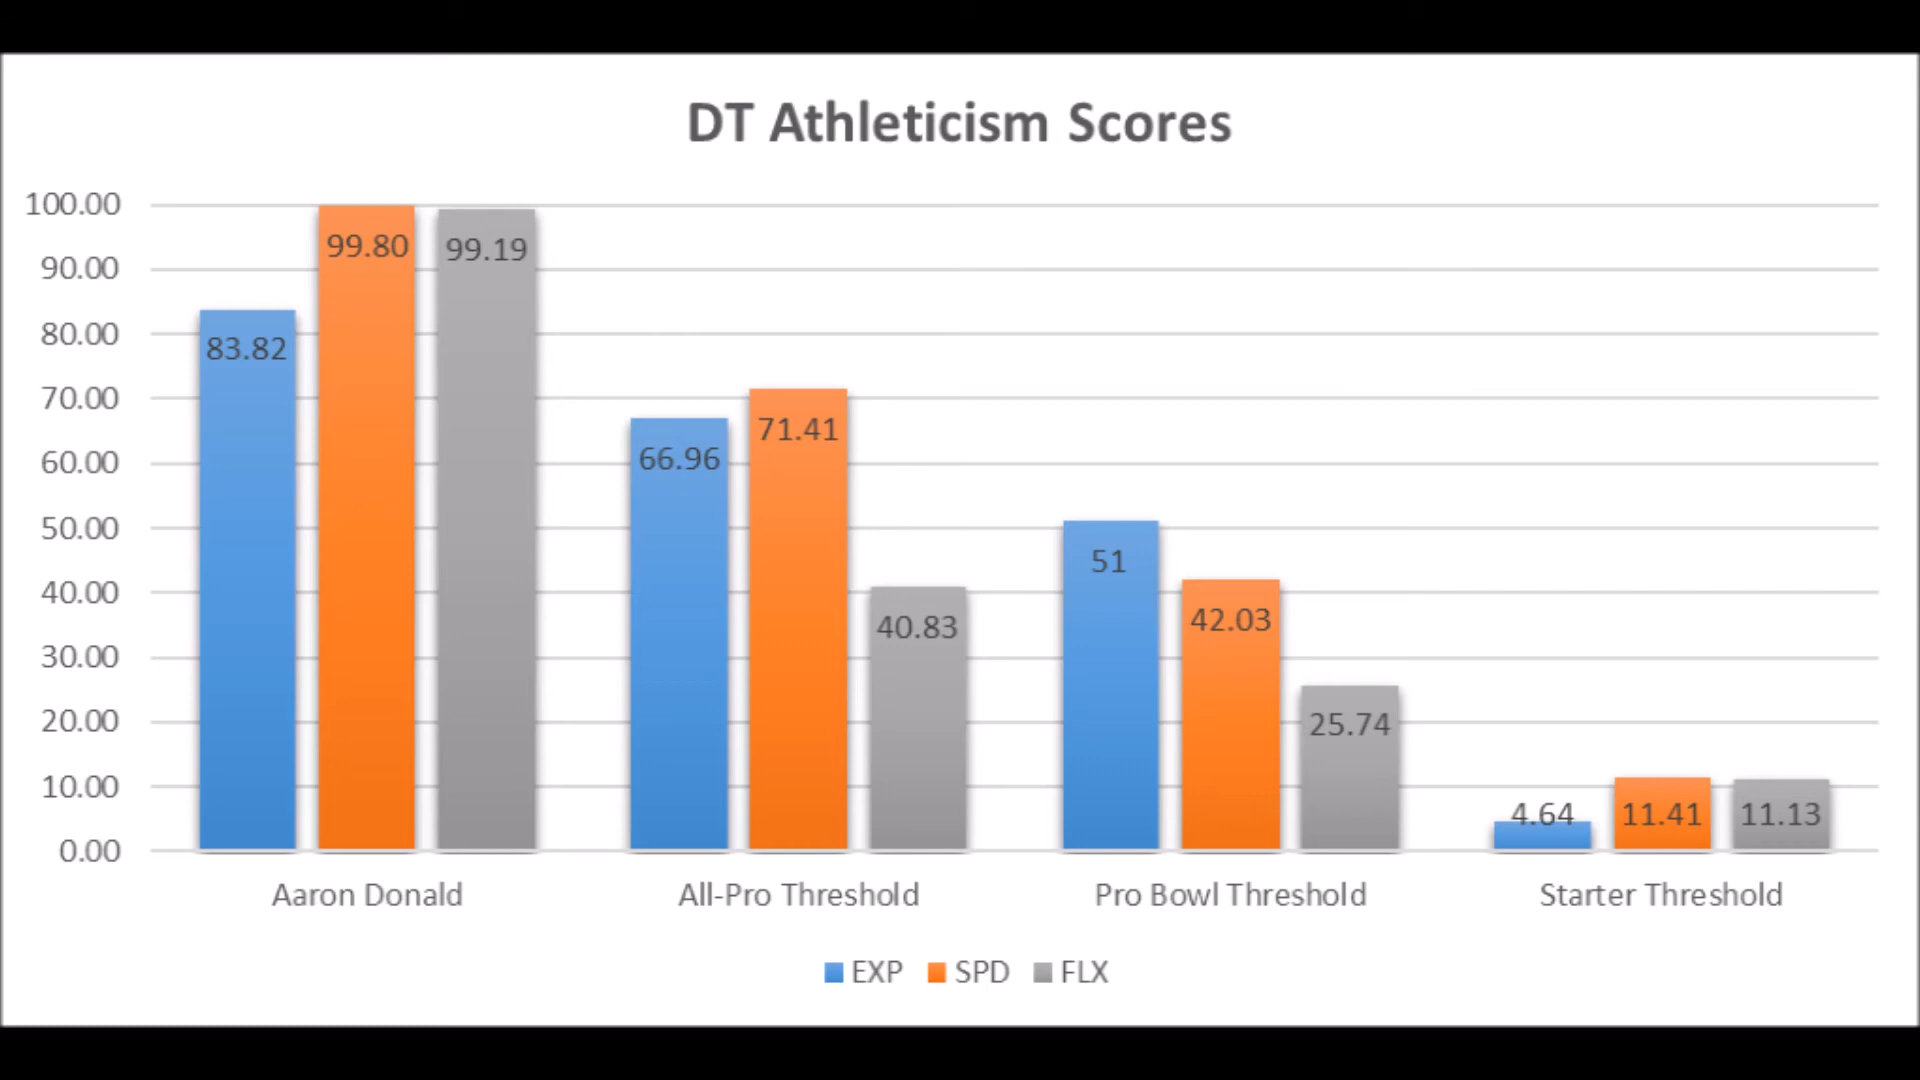 DT Athleticism Scores
100.00
90.00
80.00
70.00
60.00
50.00
40.00
30.00
20.00
10.00
0.00
83.82 99.80 99.19
66.96 71.41 40.83
51 42.03 25.74
4.64 11.41 11.13
Aaron Donald All-Pro Threshold Pro Bowl Threshold Starter Threshold
EXP SPD FLX